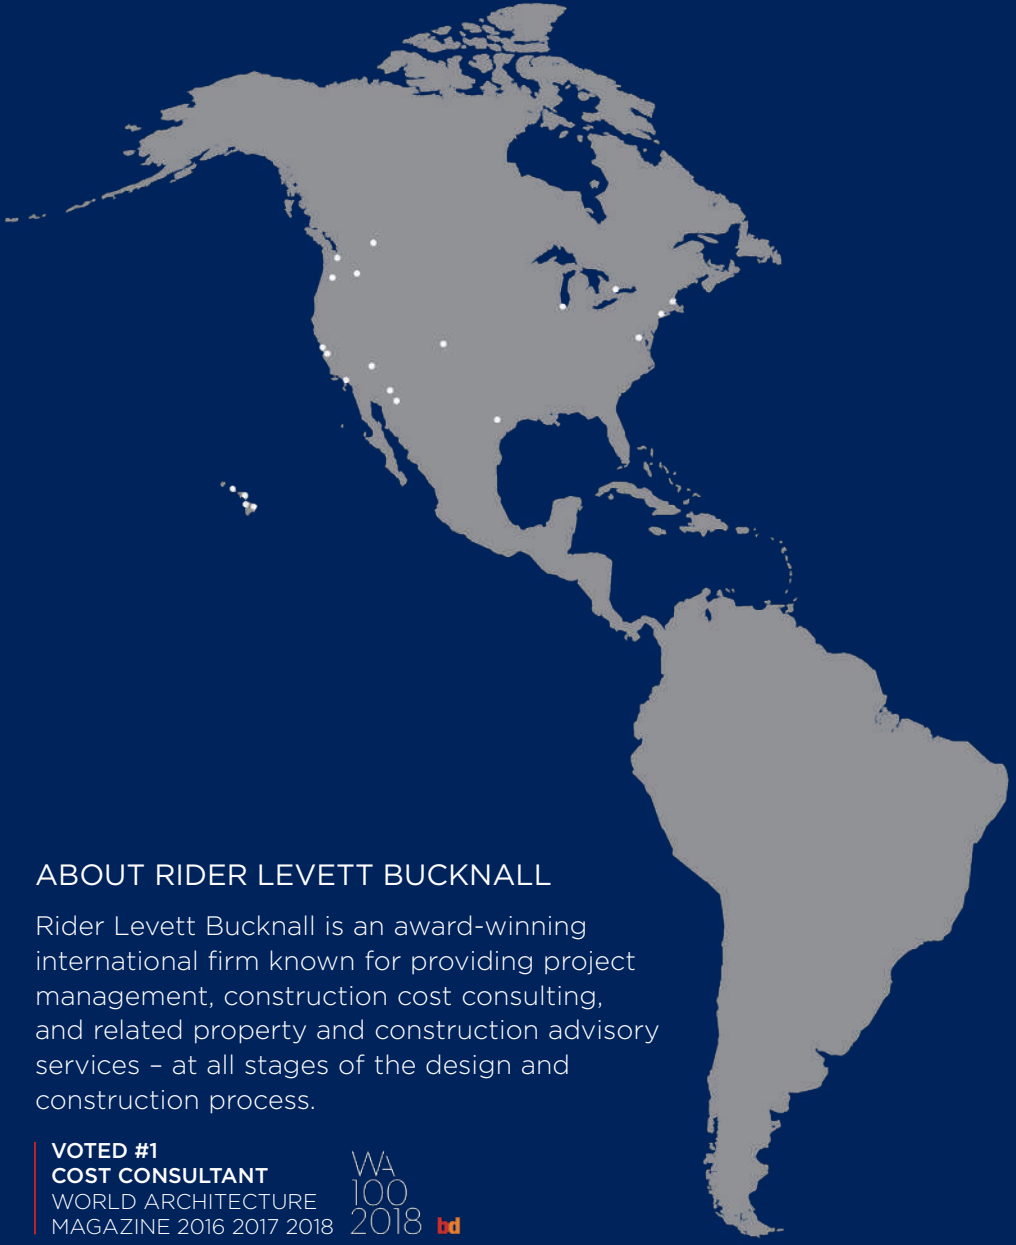 ABOUT RIDER LEVETT BUCKNALL
Rider Levett Bucknall is an award-winning
international firm known for providing project
management, construction cost consulting,
and related property and construction advisory
services – at all stages of the design and
construction process.
VOTED #1
COST CONSULTANT
WORLD ARCHITECTURE
MAGAZINE 2016 2017 2018
WA
100
2018 bd